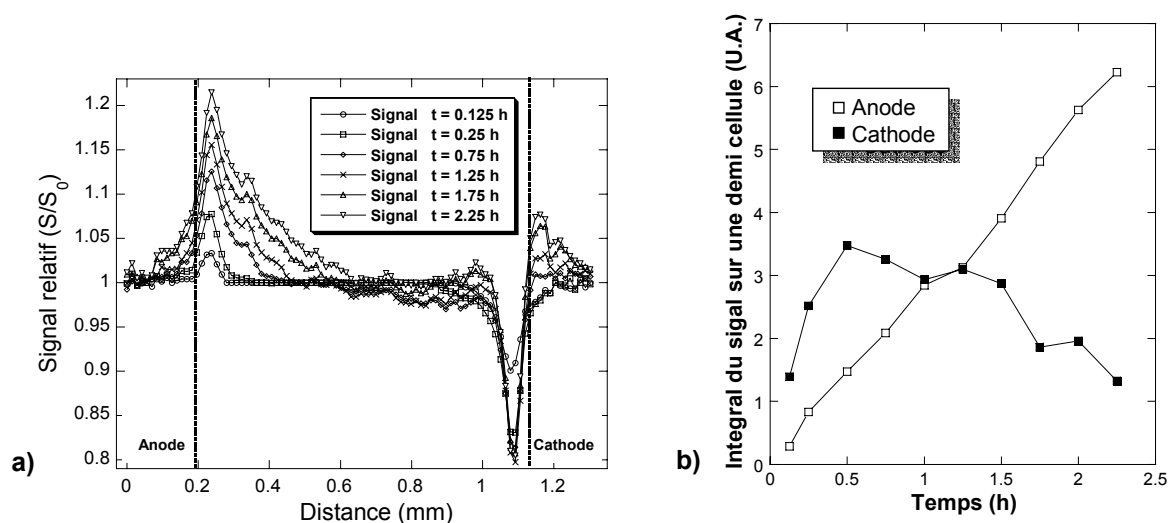 a)
Signal relatif (S/S0)
1.2
1.15
1.1
1.05
1
0.95
0.9
0.85
0.8
Signal t = 0.125 h
Signal t = 0.25 h
Signal t = 0.75 h
Signal t = 1.25 h
Signal t = 1.75 h
Signal t = 2.25 h
Anode
Cathode
0 0.2 0.4 0.6 0.8 1 1.2
Distance (mm)
b)
Integral du sigal sur une demi cellule (U.A.)
7
6
5
4
3
2
1
0
Anode
Cathode
0 0.5 1 1.5 2 2.5
Temps (h)